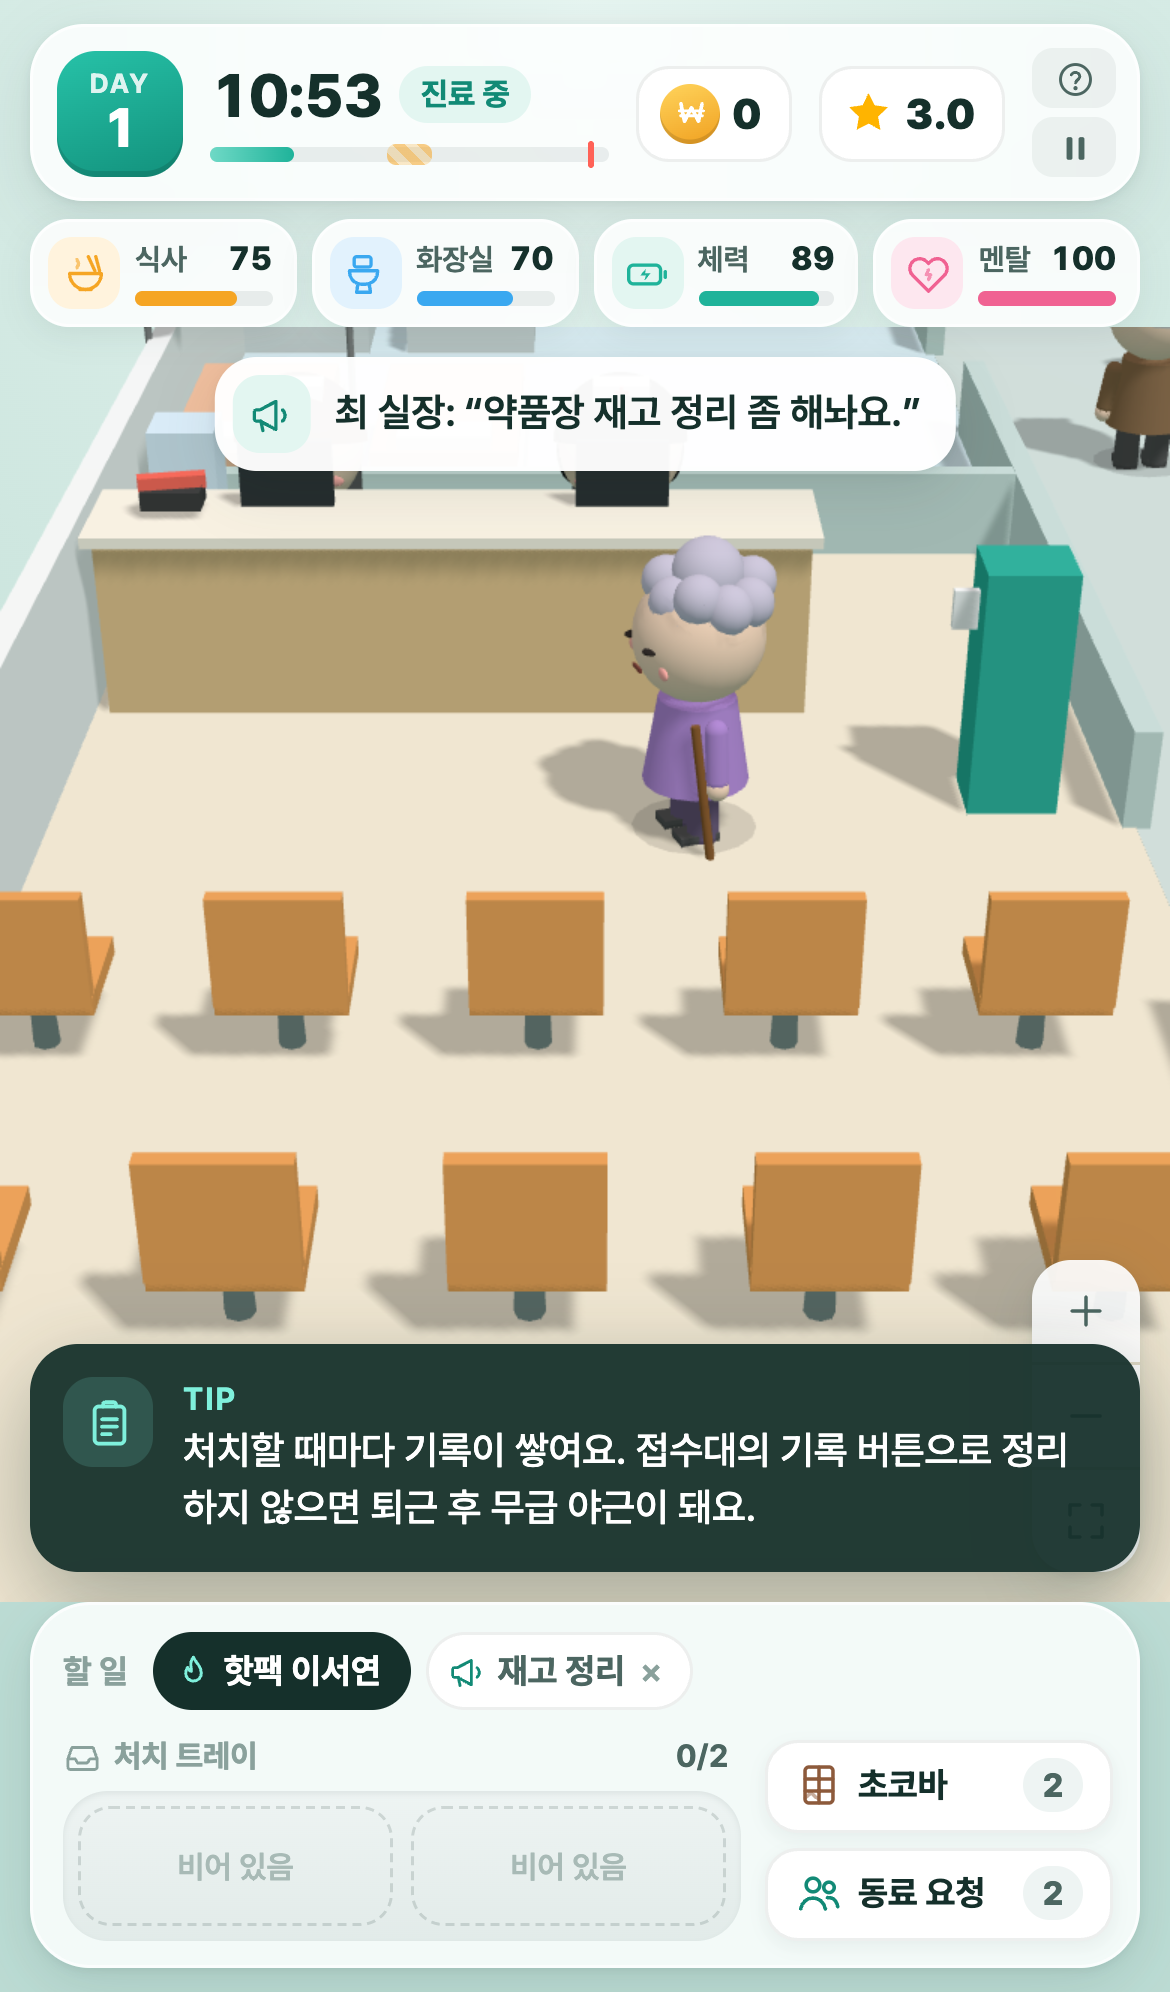 DAY
1
10:53
진료 중
₩
0
3.0
?
식사 75
화장실 70
체력 89
멘탈 100
최 실장: “약품장 재고 정리 좀 해놔요.”
TIP
처치할 때마다 기록이 쌓여요. 접수대의 기록 버튼으로 정리
하지 않으면 퇴근 후 무급 야근이 돼요.
할 일
핫팩 이서연
재고 정리 ×
처치 트레이
0/2
비어 있음
비어 있음
초코바 2
동료 요청 2